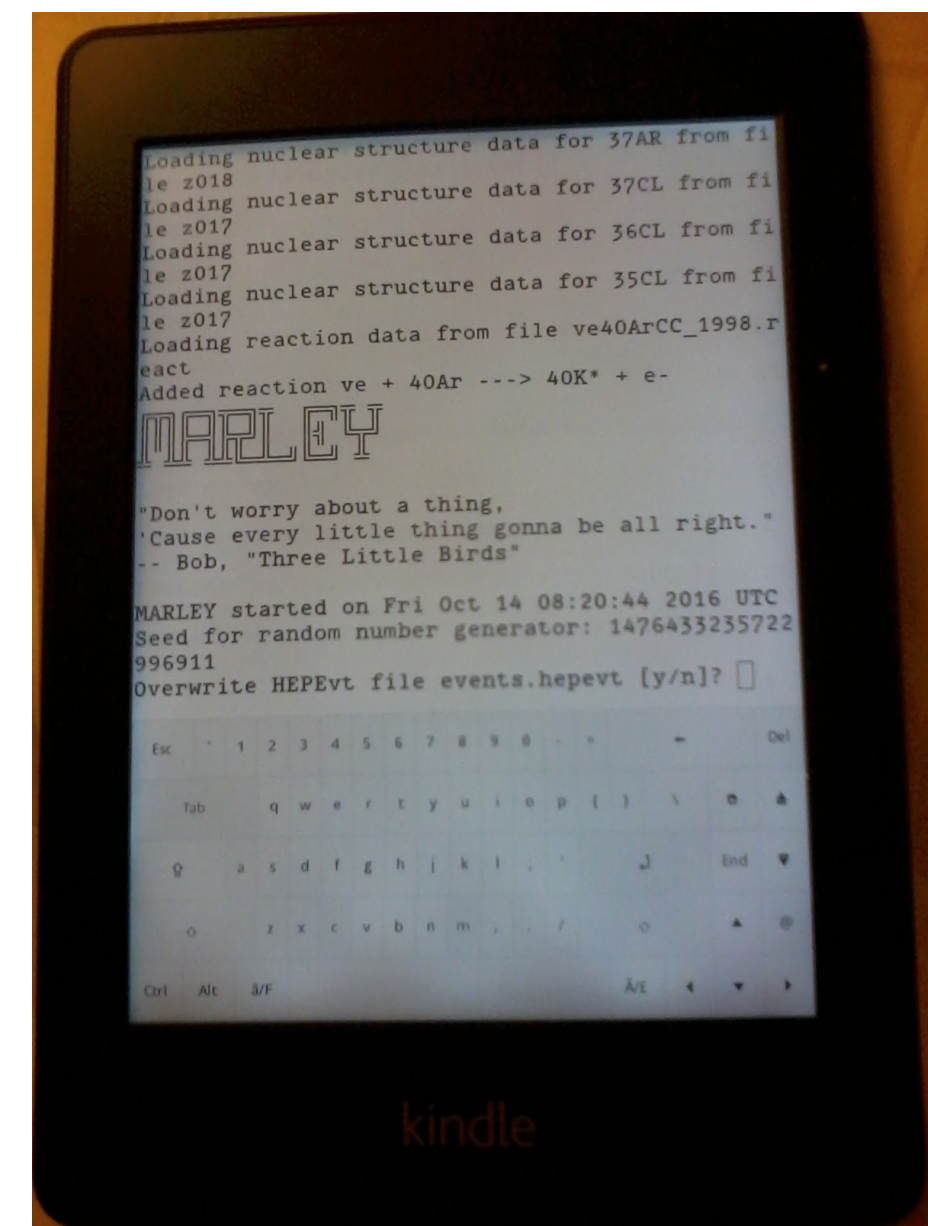 Loading nuclear structure data for 37AR from fi
le z018
Loading nuclear structure data for 37CL from fi
le z017
Loading nuclear structure data for 36CL from fi
le z017
Loading nuclear structure data for 35CL from fi
le z017
Loading reaction data from file ve40ArCC_1998.r
eact
Added reaction ve + 40Ar ---> 40K* + e-
MARLEY
"Don't worry about a thing,
'Cause every little thing gonna be all right."
-- Bob, "Three Little Birds"
MARLEY started on Fri Oct 14 08:20:44 2016 UTC
Seed for random number generator: 1476433235722
996911
Overwrite HEPEvt file events.hepevt [y/n]?
Esc ` 1 2 3 4 5 6 7 8 9 0 - = Del
Tab q w e r t y u i o p [ ] \
a s d f g h j k l ; ' End
z x c v b n m , . /
Ctrl Alt ã/F Ã/E
kindle